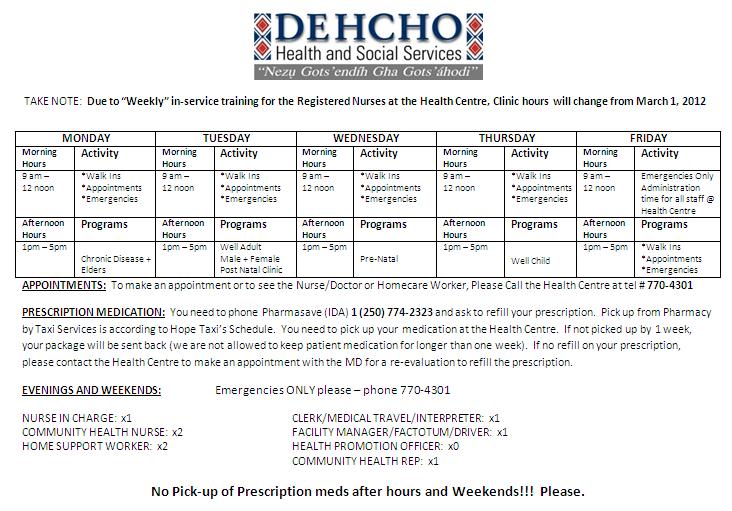 DEHCHO
Health and Social Services
"Nezų Gots'endíh Gha Gots'áhodi"
TAKE NOTE: Due to "Weekly" in-service training for the Registered Nurses at the Health Centre, Clinic hours will change from March 1, 2012
MONDAY TUESDAY WEDNESDAY THURSDAY FRIDAY
Morning Hours Activity Morning Hours Activity Morning Hours Activity Morning Hours Activity Morning Hours Activity
9 am – 12 noon *Walk Ins *Appointments *Emergencies 9 am – 12 noon *Walk Ins *Appointments *Emergencies 9 am – 12 noon *Walk Ins *Appointments *Emergencies 9 am – 12 noon *Walk Ins *Appointments *Emergencies 9 am – 12 noon Emergencies Only Administration time for all staff @ Health Centre
Afternoon Hours Programs Afternoon Hours Programs Afternoon Hours Programs Afternoon Hours Programs Afternoon Hours Programs
1pm – 5pm Chronic Disease + Elders 1pm – 5pm Well Adult Male + Female Post Natal Clinic 1pm – 5pm Pre-Natal 1pm – 5pm Well Child 1pm – 5pm *Walk Ins *Appointments *Emergencies
APPOINTMENTS: To make an appointment or to see the Nurse/Doctor or Homecare Worker, Please Call the Health Centre at tel # 770-4301
PRESCRIPTION MEDICATION: You need to phone Pharmasave (IDA) 1 (250) 774-2323 and ask to refill your prescription. Pick up from Pharmacy
by Taxi Services is according to Hope Taxi's Schedule. You need to pick up your medication at the Health Centre. If not picked up by 1 week,
your package will be sent back (we are not allowed to keep patient medication for longer than one week). If no refill on your prescription,
please contact the Health Centre to make an appointment with the MD for a re-evaluation to refill the prescription.
EVENINGS AND WEEKENDS: Emergencies ONLY please – phone 770-4301
NURSE IN CHARGE: x1 CLERK/MEDICAL TRAVEL/INTERPRETER: x1
COMMUNITY HEALTH NURSE: x2 FACILITY MANAGER/FACTOTUM/DRIVER: x1
HOME SUPPORT WORKER: x2 HEALTH PROMOTION OFFICER: x0
COMMUNITY HEALTH REP: x1
No Pick-up of Prescription meds after hours and Weekends!!! Please.